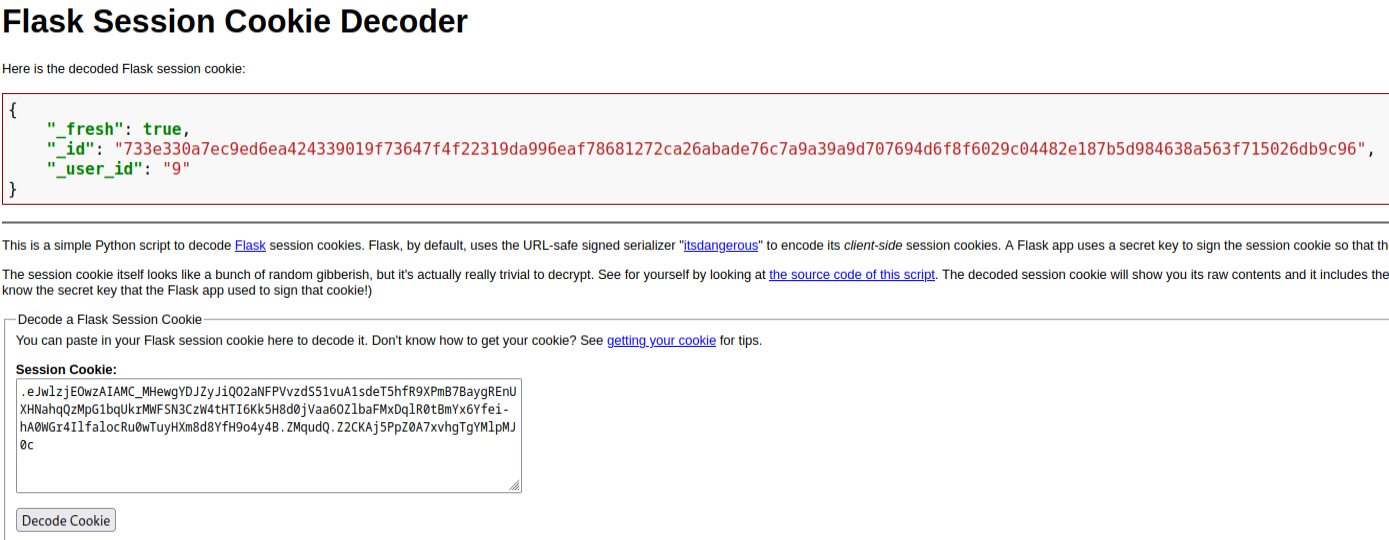 Flask Session Cookie Decoder
Here is the decoded Flask session cookie:
{
"_fresh": true,
"_id": "733e330a7ec9ed6ea424339019f73647f4f22319da996eaf78681272ca26abade76c7a9a39a9d707694d6f8f6029c04482e187b5d984638a563f715026db9c96",
"_user_id": "9"
}
This is a simple Python script to decode Flask session cookies. Flask, by default, uses the URL-safe signed serializer "itsdangerous" to encode its client-side session cookies. A Flask app uses a secret key to sign the session cookie so that th
The session cookie itself looks like a bunch of random gibberish, but it's actually really trivial to decrypt. See for yourself by looking at the source code of this script. The decoded session cookie will show you its raw contents and it includes the
know the secret key that the Flask app used to sign that cookie!)
Decode a Flask Session Cookie
You can paste in your Flask session cookie here to decode it. Don't know how to get your cookie? See getting your cookie for tips.
Session Cookie:
.eJwlzjEOwzAIAMC_MHewgYDJZyJiQO2aNFPVvzdS51vuA1sdeT5hfR9XPmB7BaygREnU
XHNahqQzMpG1bqUkrMWFSN3CzW4tHTI6Kk5H8d0jVaa6OZlbaFMxDqlR0tBmYx6Yfei-
hA0WGr4IlfalocRu0wTuyHXm8d8YfH9o4y4B.ZMqudQ.Z2CKAj5PpZ0A7xvhgTgYMlpMJ
0c
Decode Cookie